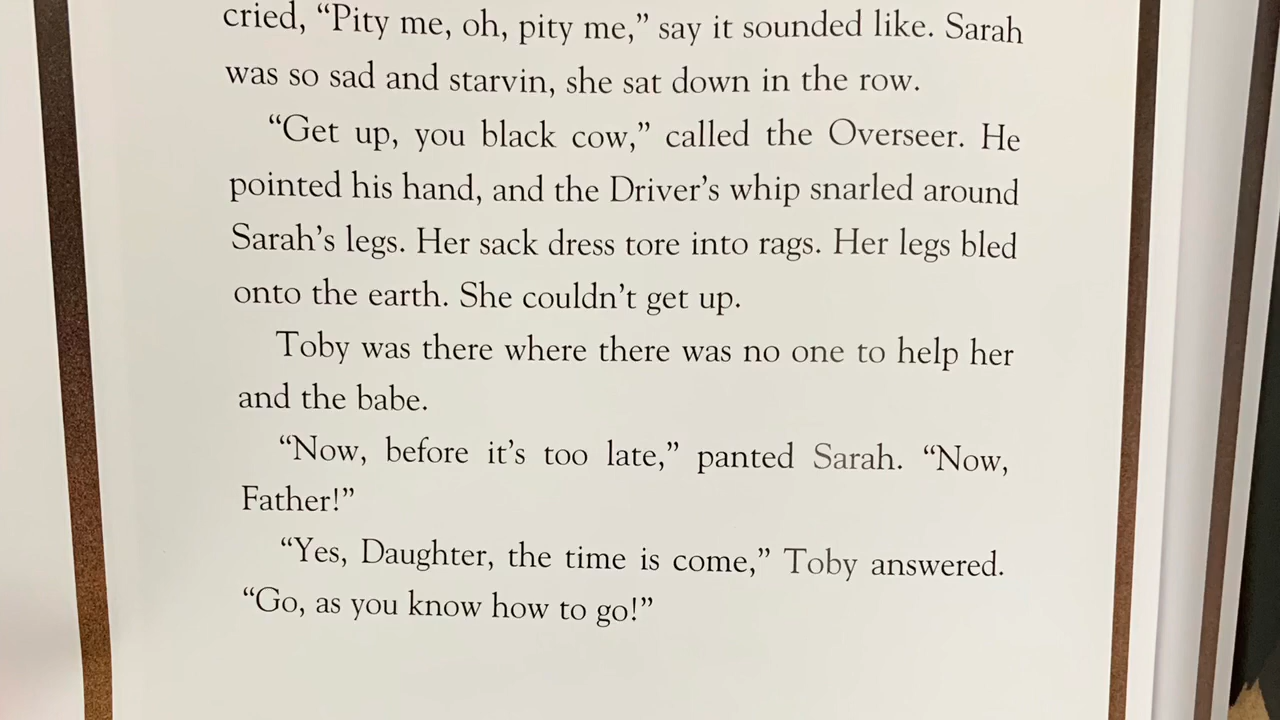 cried, “Pity me, oh, pity me,” say it sounded like. Sarah
was so sad and starvin, she sat down in the row.
“Get up, you black cow,” called the Overseer. He
pointed his hand, and the Driver’s whip snarled around
Sarah’s legs. Her sack dress tore into rags. Her legs bled
onto the earth. She couldn’t get up.
Toby was there where there was no one to help her
and the babe.
“Now, before it’s too late,” panted Sarah. “Now,
Father!”
“Yes, Daughter, the time is come,” Toby answered.
“Go, as you know how to go!”